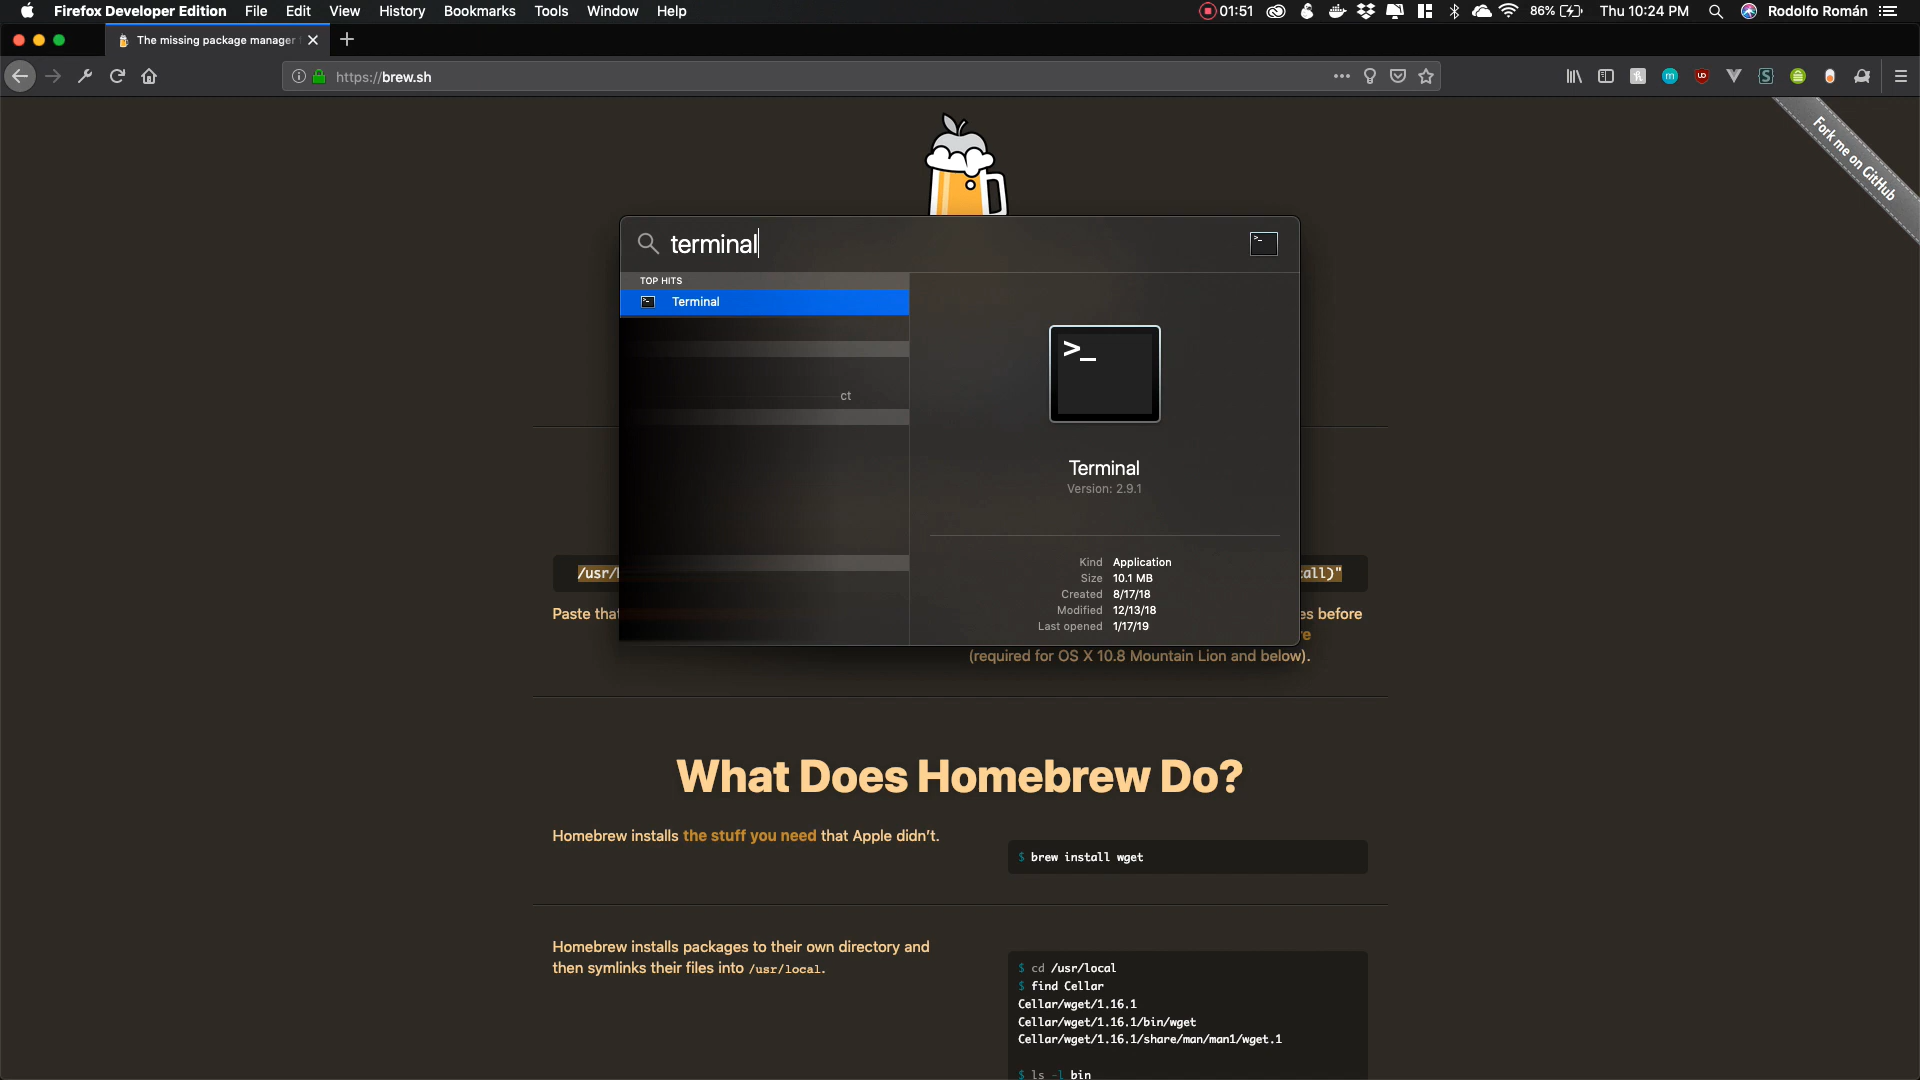 Firefox Developer Edition File Edit View History Bookmarks Tools Window Help 01:51 86% Thu 10:24 PM Rodolfo Román
The missing package manager
https://brew.sh
Fork me on GitHub
terminal
TOP HITS
Terminal
ct
>_
Terminal
Version: 2.9.1
Kind Application
Size 10.1 MB
Created 8/17/18
Modified 12/13/18
Last opened 1/17/19
/usr/
all)"
Paste that
es before
(required for OS X 10.8 Mountain Lion and below).
What Does Homebrew Do?
Homebrew installs the stuff you need that Apple didn’t.
$ brew install wget
Homebrew installs packages to their own directory and
then symlinks their files into /usr/local.
$ cd /usr/local
$ find Cellar
Cellar/wget/1.16.1
Cellar/wget/1.16.1/bin/wget
Cellar/wget/1.16.1/share/man/man1/wget.1
$ ls -l bin